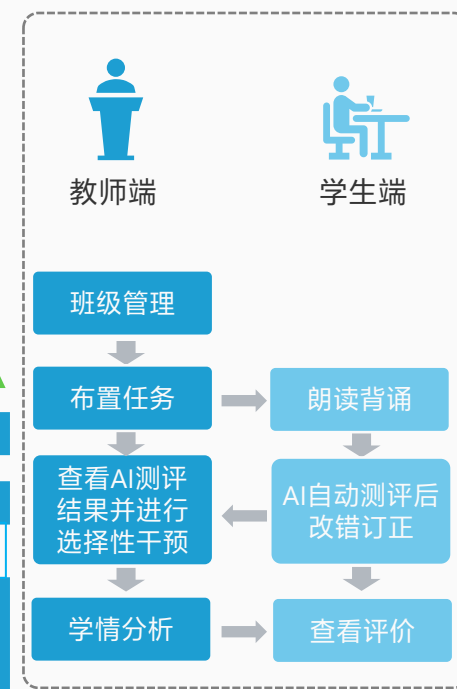 教师端
学生端
班级管理
布置任务
朗读背诵
查看AI测评
结果并进行
选择性干预
AI自动测评后
改错订正
学情分析
查看评价